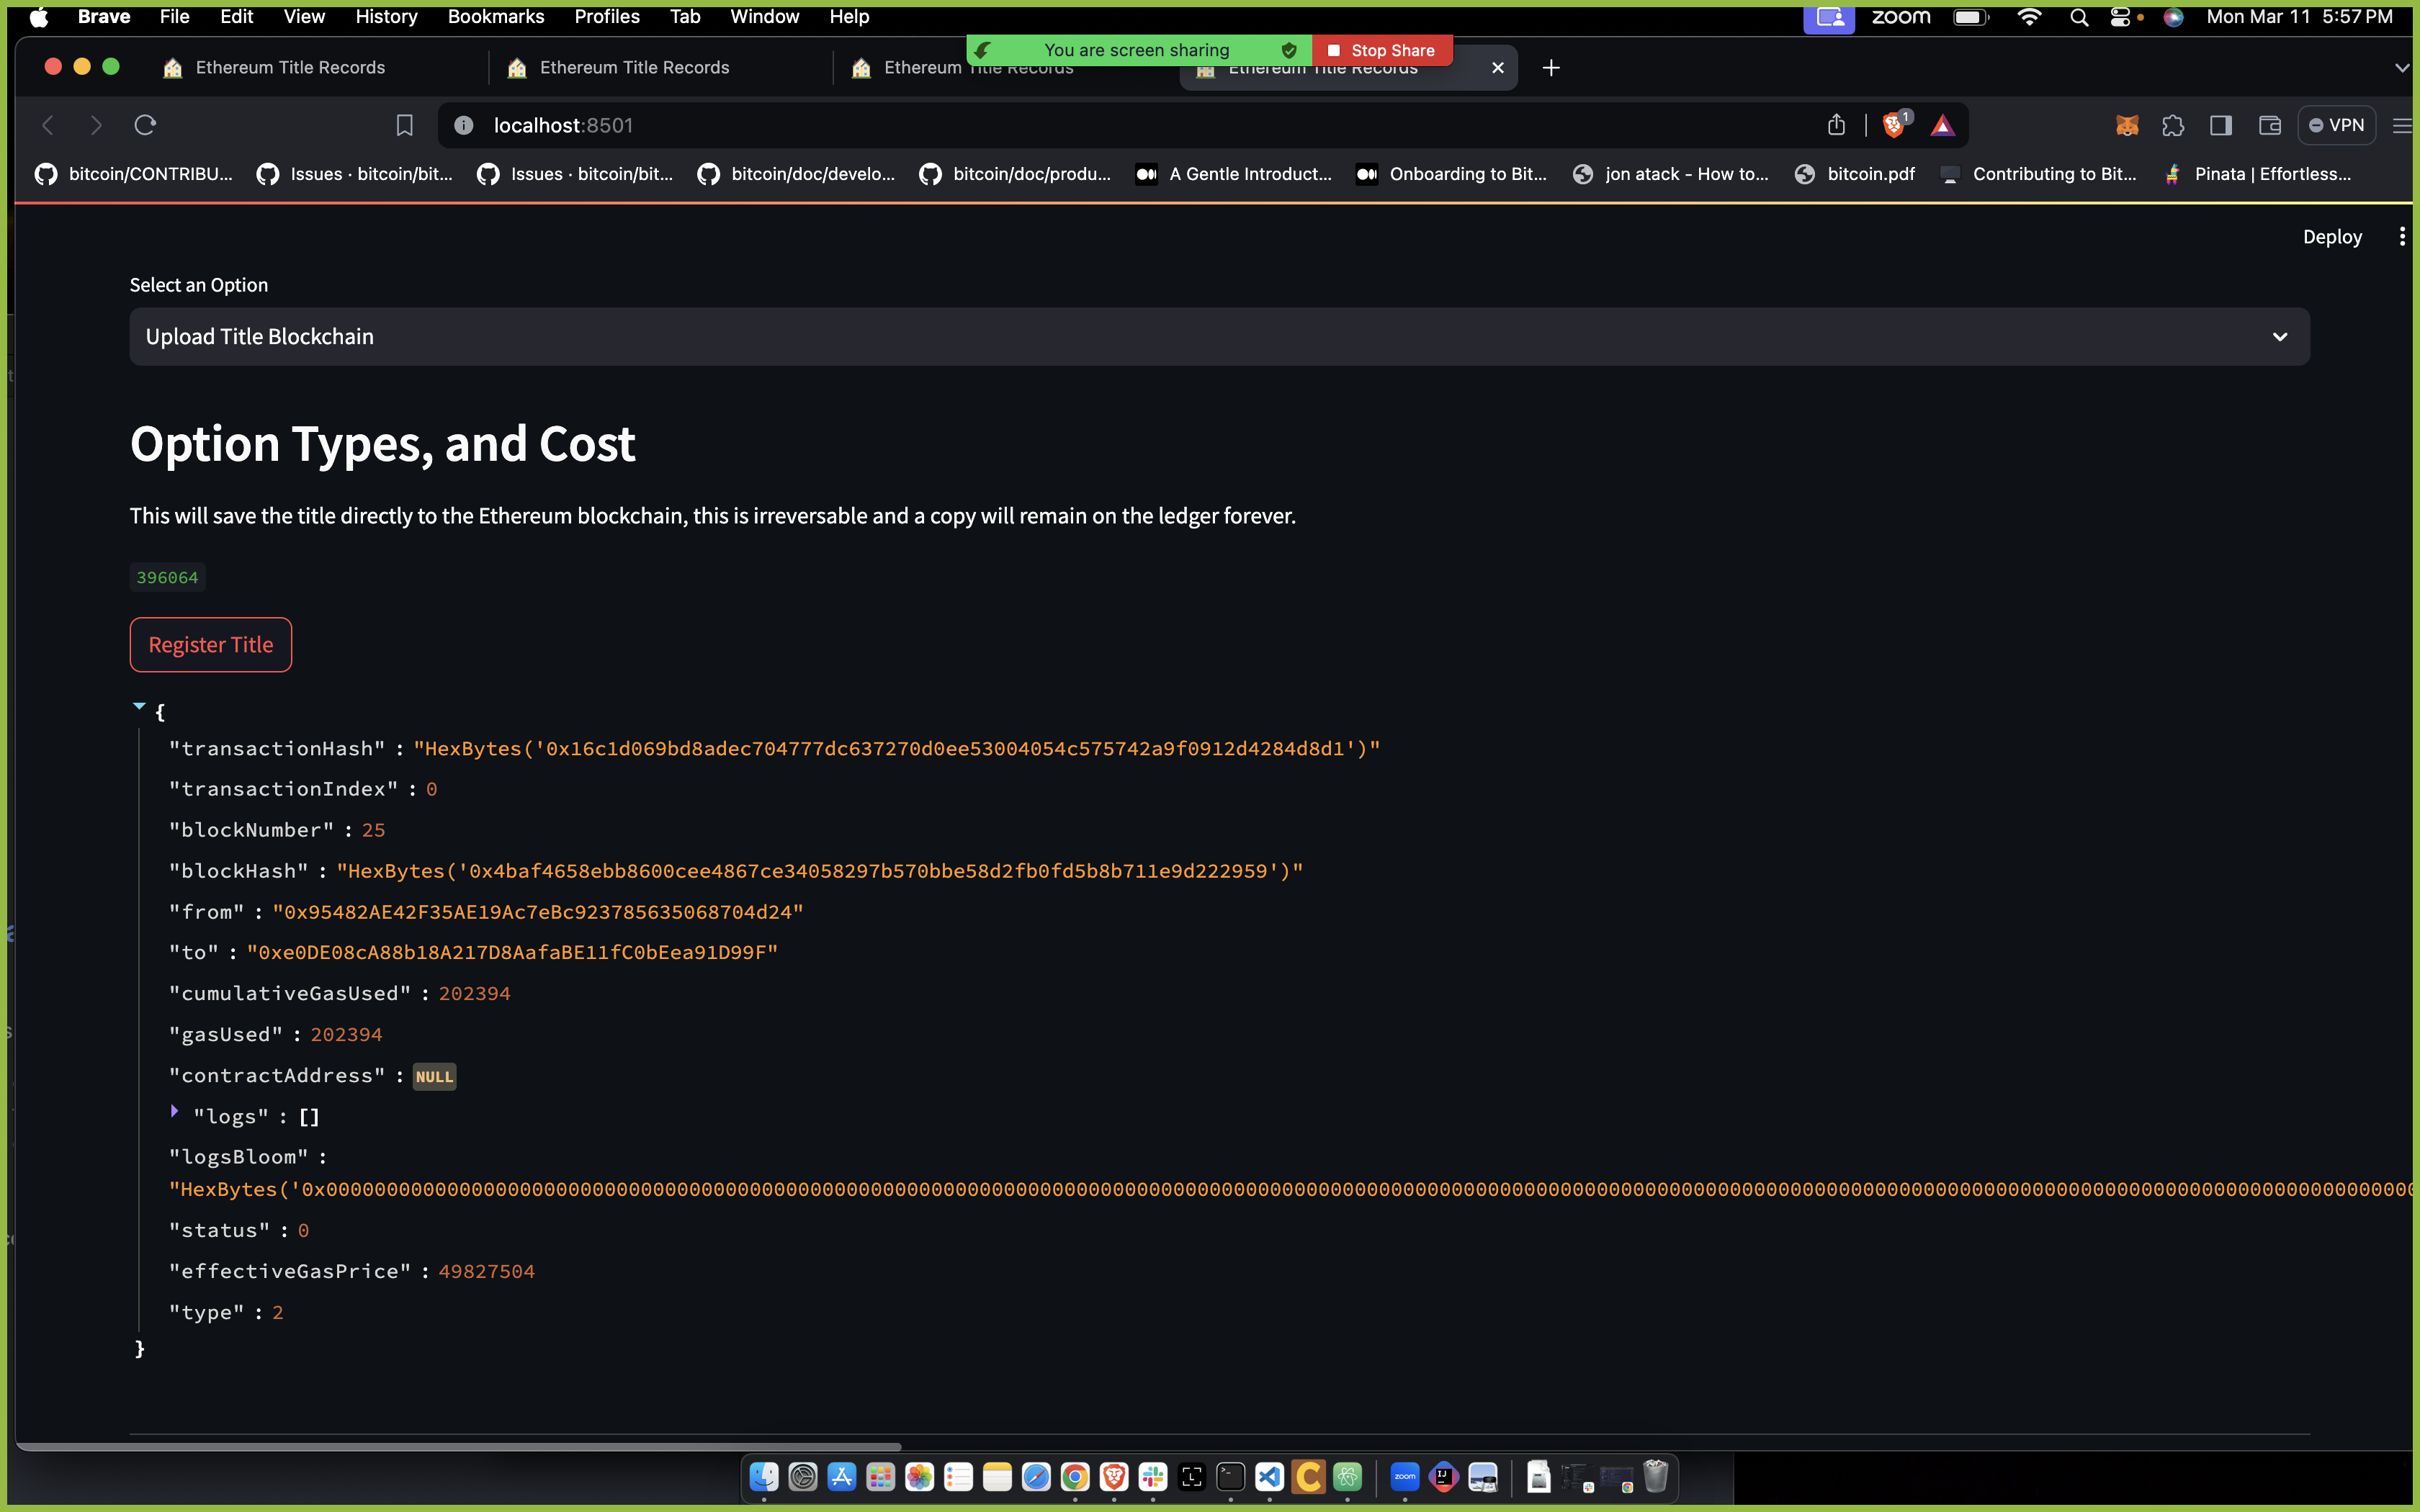 Brave File Edit View History Bookmarks Profiles Tab Window Help zoom Mon Mar 11 5:57 PM
You are screen sharing Stop Share
Ethereum Title Records Ethereum Title Records Ethereum Title Records Ethereum Title Records
localhost:8501 1 VPN
bitcoin/CONTRIBU... Issues · bitcoin/bit... Issues · bitcoin/bit... bitcoin/doc/develo... bitcoin/doc/produ... A Gentle Introduct... Onboarding to Bit... jon atack - How to... bitcoin.pdf Contributing to Bit... Pinata | Effortless...
Deploy
Select an Option
Upload Title Blockchain
Option Types, and Cost
This will save the title directly to the Ethereum blockchain, this is irreversable and a copy will remain on the ledger forever.
396064
Register Title
{
"transactionHash" : "HexBytes('0x16c1d069bd8adec704777dc637270d0ee53004054c575742a9f0912d4284d8d1')"
"transactionIndex" : 0
"blockNumber" : 25
"blockHash" : "HexBytes('0x4baf4658ebb8600cee4867ce34058297b570bbe58d2fb0fd5b8b711e9d222959')"
"from" : "0x95482AE42F35AE19Ac7eBc923785635068704d24"
"to" : "0xe0DE08cA88b18A217D8AafaBE11fC0bEea91D99F"
"cumulativeGasUsed" : 202394
"gasUsed" : 202394
"contractAddress" : NULL
"logs" : []
"logsBloom" :
"status" : 0
"effectiveGasPrice" : 49827504
"type" : 2
}
zoom